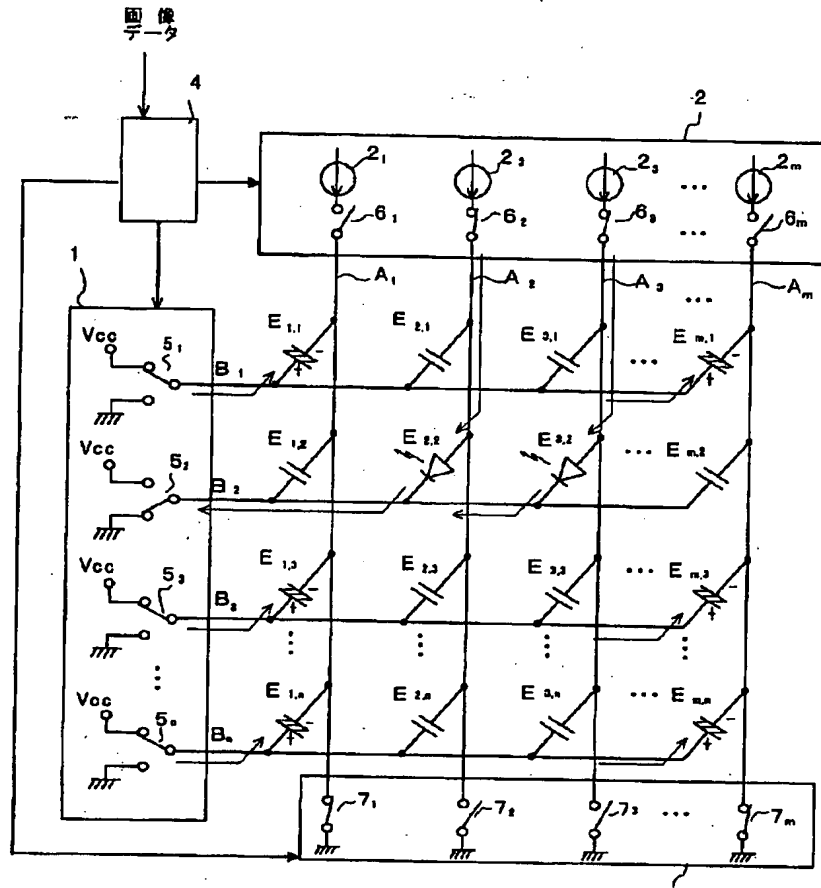 画像
データ
4
2
2₁ 2₃ 2₃ ... 2ₘ
6₁ 6₂ 6₃ ... 6ₘ
A₁ A₂ A₃ ... Aₘ
1
Vcc 5₁ B₁ E₁,₁ E₂,₁ E₃,₁ ... Eₘ,₁
+ - + -
Vcc 5₂ B₂ E₁,₂ E₂,₂ E₃,₂ ... Eₘ,₂
Vcc 5₃ B₃ E₁,₃ E₂,₃ E₃,₃ ... Eₘ,₃
+ - + -
Vcc 5ₙ Bₙ E₁,ₙ E₂,ₙ E₃,ₙ ... Eₘ,ₙ
+ - + -
7₁ 7₂ 7₃ ... 7ₘ